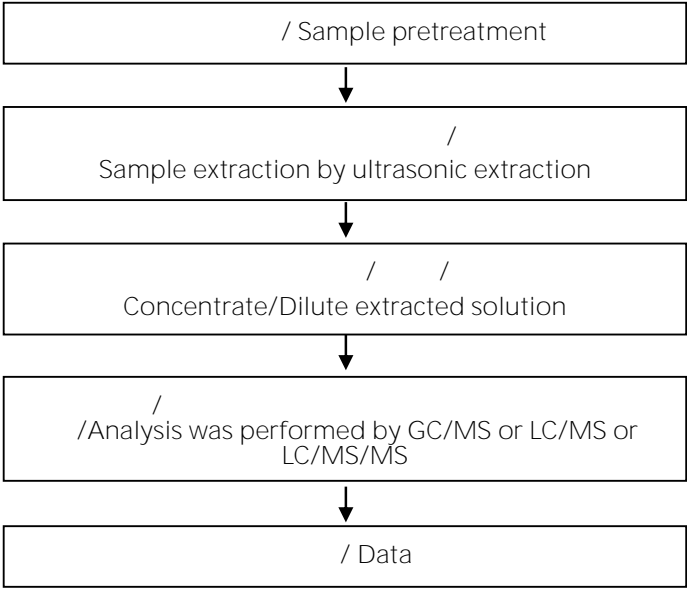 / Sample pretreatment
/
Sample extraction by ultrasonic extraction
/ / 
Concentrate/Dilute extracted solution
/
/Analysis was performed by GC/MS or LC/MS or
LC/MS/MS
/ Data